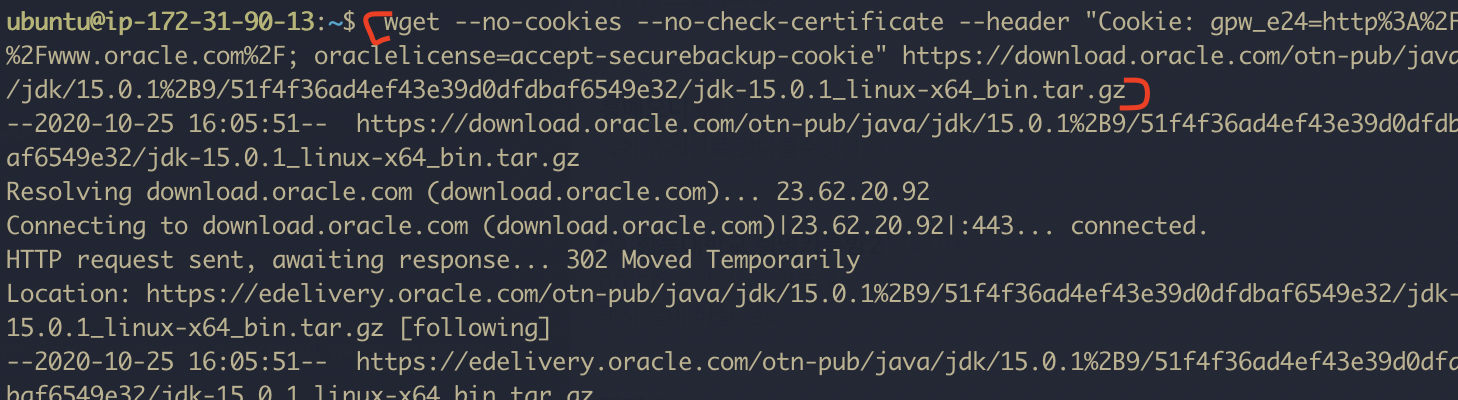 ubuntu@ip-172-31-90-13:~$ wget --no-cookies --no-check-certificate --header "Cookie: gpw_e24=http%3A%2F
%2Fwww.oracle.com%2F; oraclelicense=accept-securebackup-cookie" https://download.oracle.com/otn-pub/java
/jdk/15.0.1%2B9/51f4f36ad4ef43e39d0dfdbaf6549e32/jdk-15.0.1_linux-x64_bin.tar.gz
--2020-10-25 16:05:51--  https://download.oracle.com/otn-pub/java/jdk/15.0.1%2B9/51f4f36ad4ef43e39d0dfdb
af6549e32/jdk-15.0.1_linux-x64_bin.tar.gz
Resolving download.oracle.com (download.oracle.com)... 23.62.20.92
Connecting to download.oracle.com (download.oracle.com)|23.62.20.92|:443... connected.
HTTP request sent, awaiting response... 302 Moved Temporarily
Location: https://edelivery.oracle.com/otn-pub/java/jdk/15.0.1%2B9/51f4f36ad4ef43e39d0dfdbaf6549e32/jdk-
15.0.1_linux-x64_bin.tar.gz [following]
--2020-10-25 16:05:51--  https://edelivery.oracle.com/otn-pub/java/jdk/15.0.1%2B9/51f4f36ad4ef43e39d0dfd
baf6549e32/jdk-15.0.1_linux-x64_bin.tar.gz